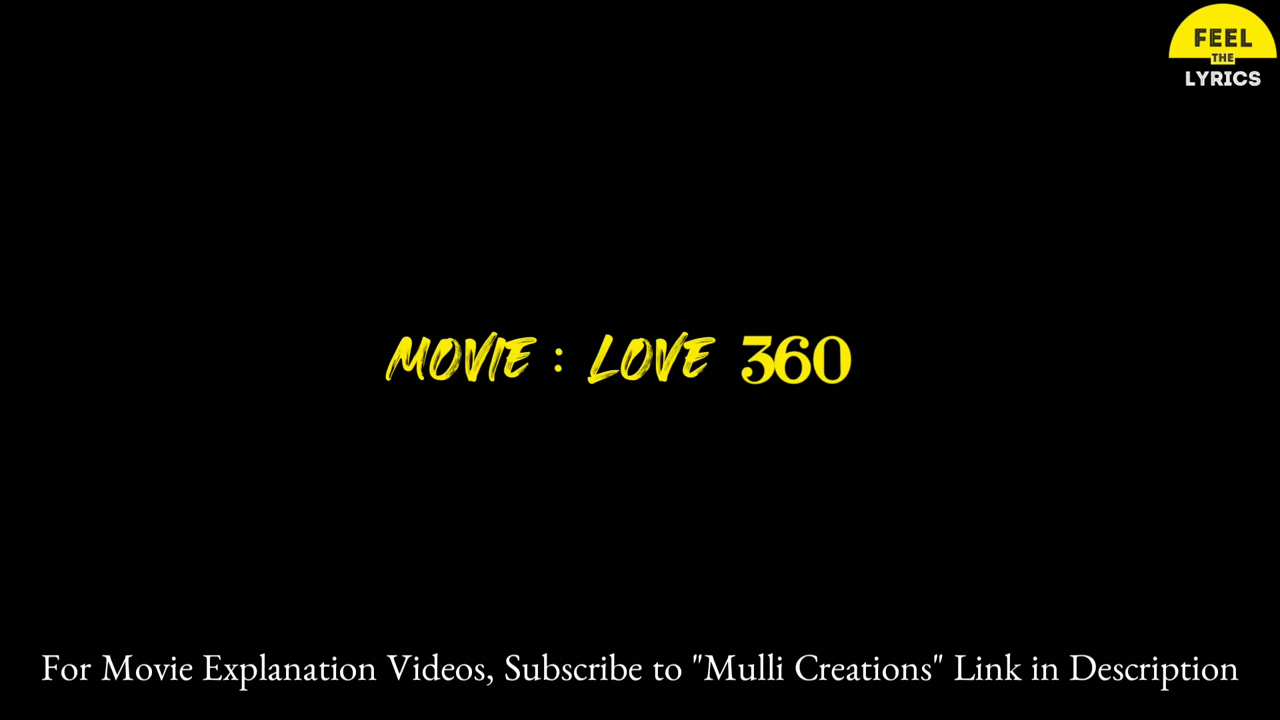 FEEL
THE
LYRICS
MOVIE : LOVE 360
For Movie Explanation Videos, Subscribe to "Mulli Creations" Link in Description